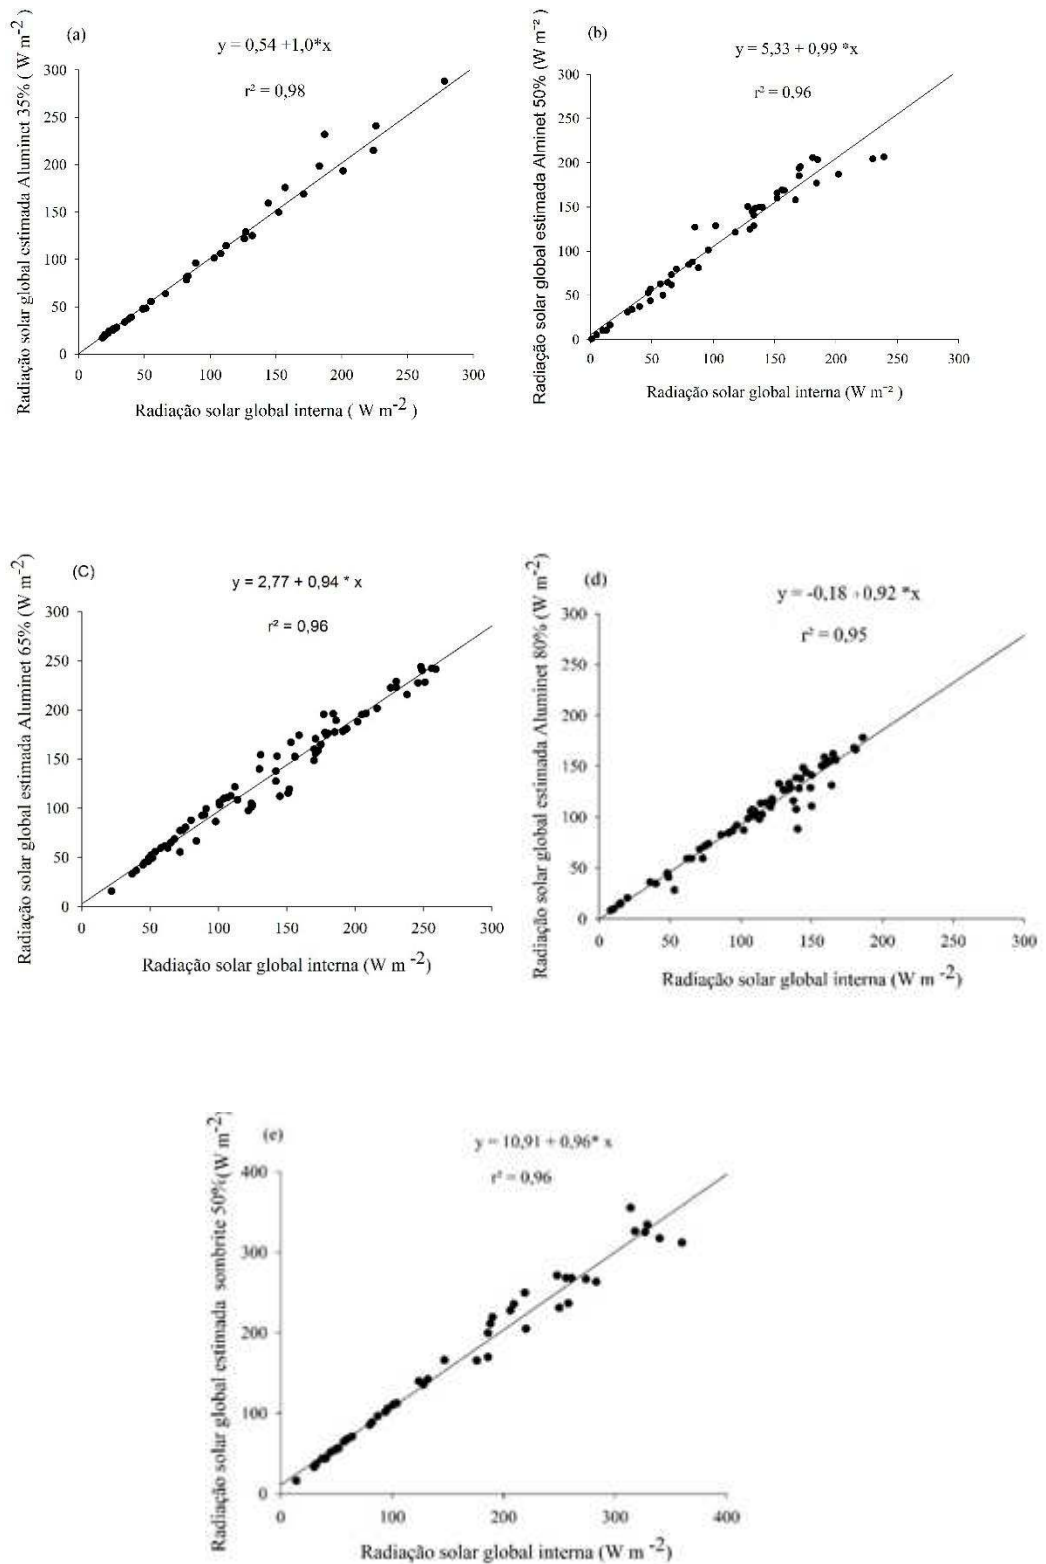 (a)
y = 0,54 +1,0*x
r² = 0,98
Radiação solar global estimada Aluminet 35% ( W m⁻²)
300
250
200
150
100
50
0
0 50 100 150 200 250 300
Radiação solar global interna ( W m⁻²)
(b)
y = 5,33 + 0,99 *x
r² = 0,96
Radiação solar global estimada Alminet 50% (W m⁻²)
300
250
200
150
100
50
0
0 50 100 150 200 250 300
Radiação solar global interna (W m⁻² )
(C)
y = 2,77 + 0,94 * x
r² = 0,96
Radiação solar global estimada Aluminet 65% (W m⁻²)
300
250
200
150
100
50
0
0 50 100 150 200 250 300
Radiação solar global interna (W m⁻²)
(d)
y = -0,18 +0,92 *x
r² = 0,95
Radiação solar global estimada Aluminet 80% (W m⁻²)
300
250
200
150
100
50
0
0 50 100 150 200 250 300
Radiação solar global interna (W m ⁻²)
(e)
y = 10,91 + 0,96* x
r² = 0,96
Radiação solar global estimada sombrite 50%(W m⁻²)
400
300
200
100
0
0 100 200 300 400
Radiação solar global interna (W m⁻²)